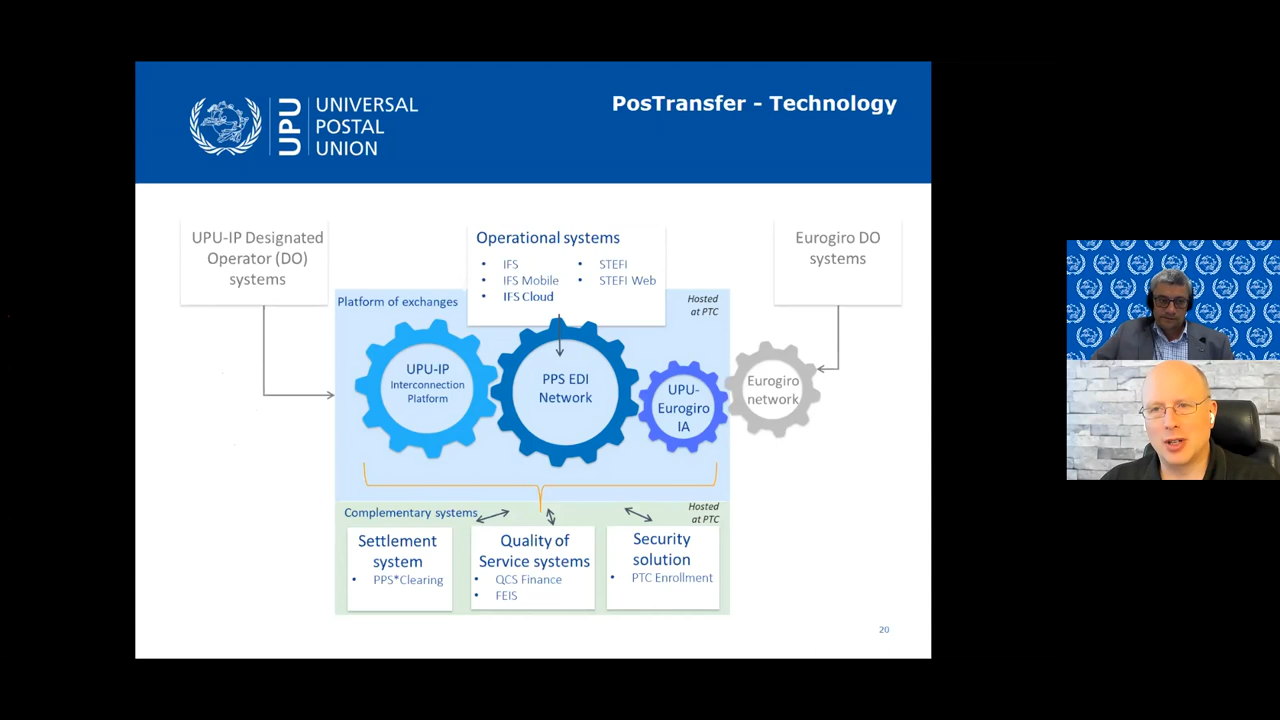 UPU
UNIVERSAL
POSTAL
UNION
PosTransfer - Technology
UPU-IP Designated
Operator (DO)
systems
Operational systems
• IFS
• IFS Mobile
• IFS Cloud
• STEFI
• STEFI Web
Eurogiro DO
systems
Platform of exchanges
Hosted
at PTC
UPU-IP
Interconnection
Platform
PPS EDI
Network
UPU-
Eurogiro
IA
Eurogiro
network
Complementary systems
Hosted
at PTC
Settlement
system
• PPS*Clearing
Quality of
Service systems
• QCS Finance
• FEIS
Security
solution
• PTC Enrollment
20